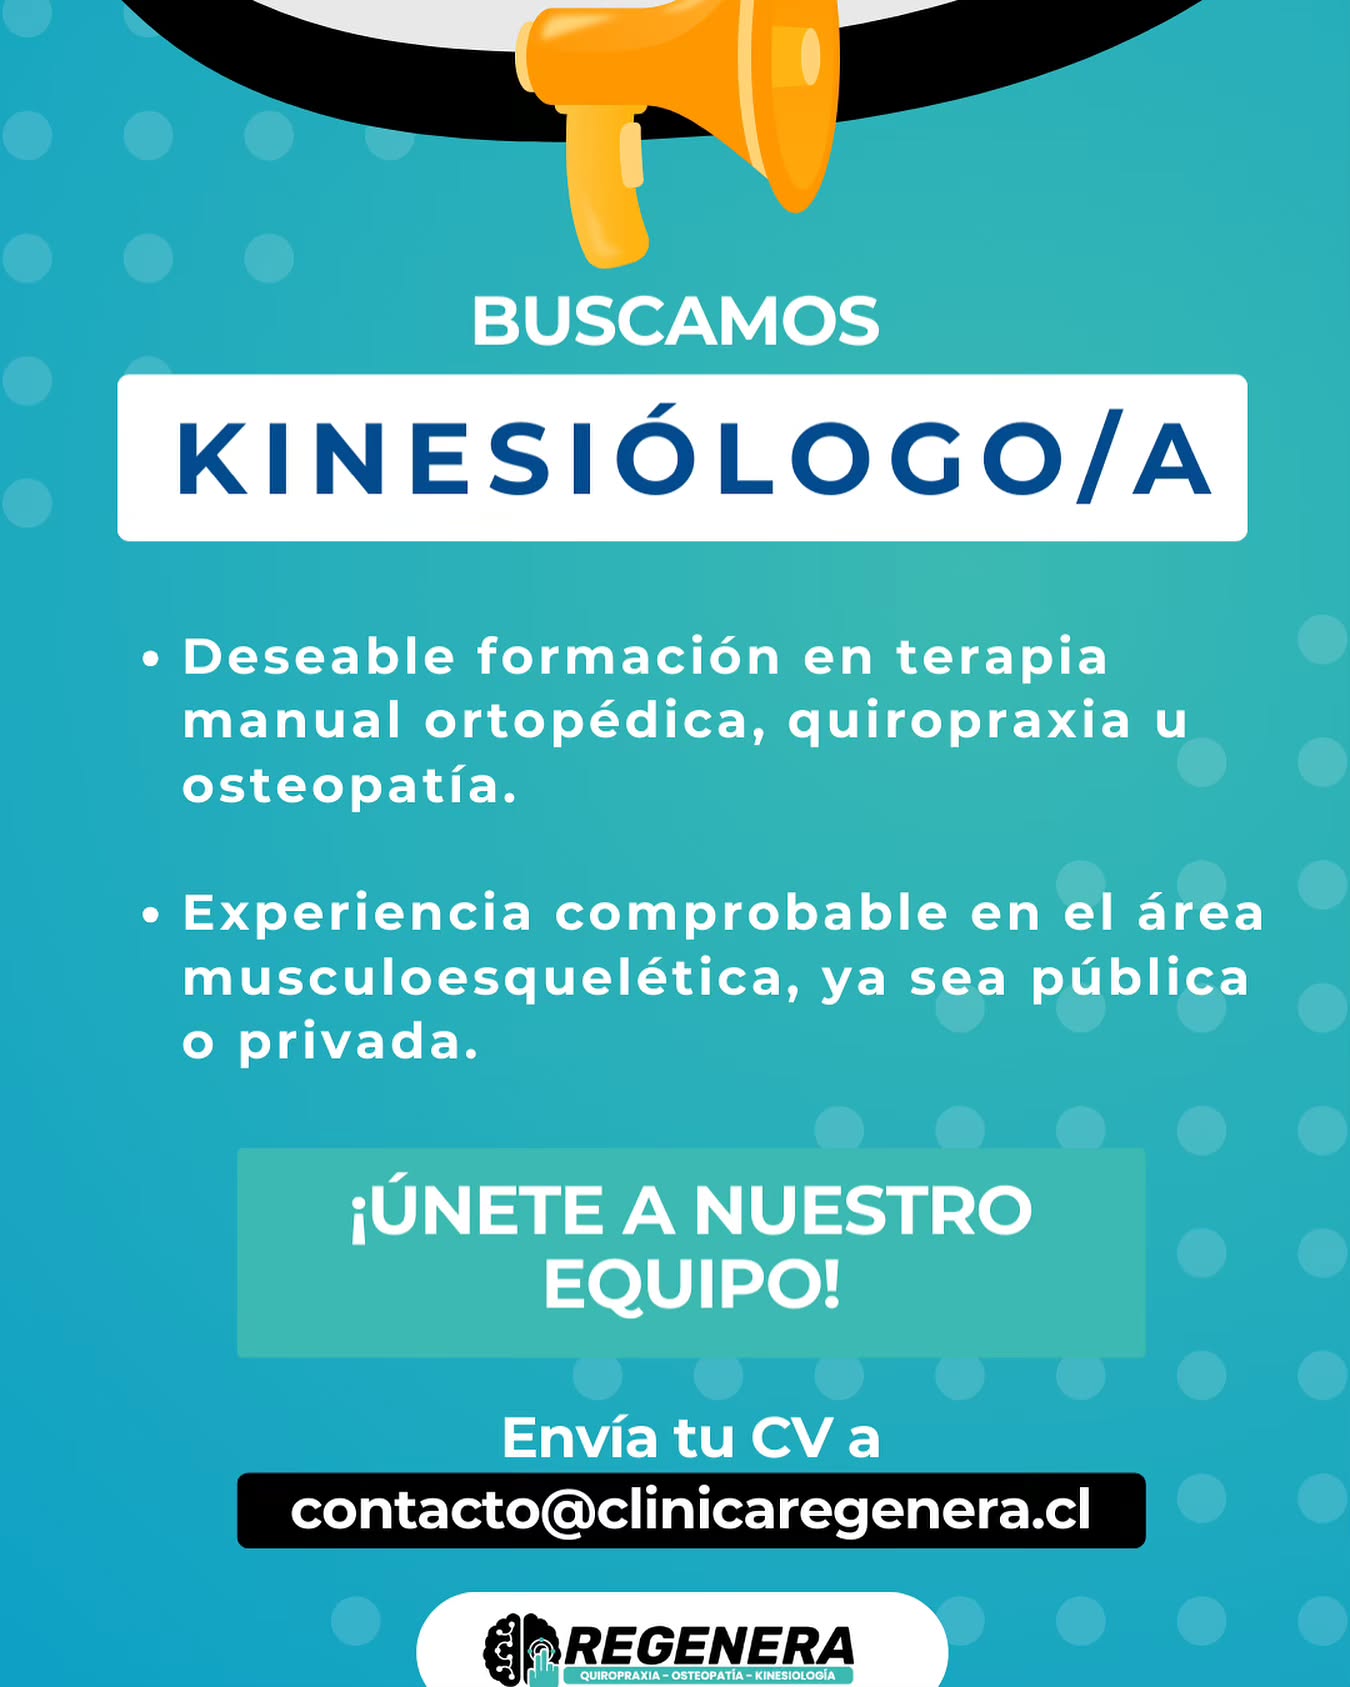 BUSCAMOS
KINESIÓLOGO/A
• Deseable formación en terapia
manual ortopédica, quiropraxia u
osteopatía.
• Experiencia comprobable en el área
musculoesquelética, ya sea pública
o privada.
¡ÚNETE A NUESTRO
EQUIPO!
Envía tu CV a
contacto@clinicaregenera.cl
REGENERA
QUIROPRAXIA - OSTEOPATÍA - KINESIOLOGÍA